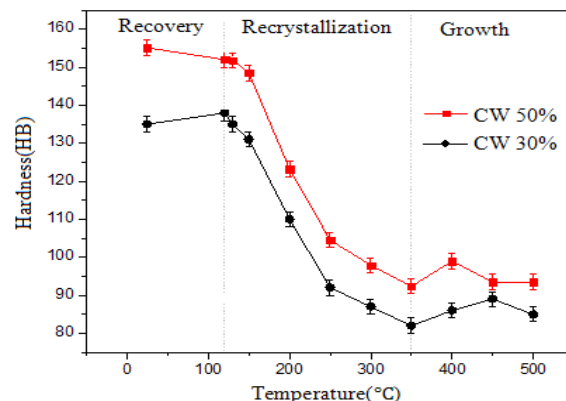 Recovery Recrystallization Growth
160
150
140
130
120
110
100
90
80
Hardness(HB)
CW 50%
CW 30%
0 100 200 300 400 500
Temperature(℃)